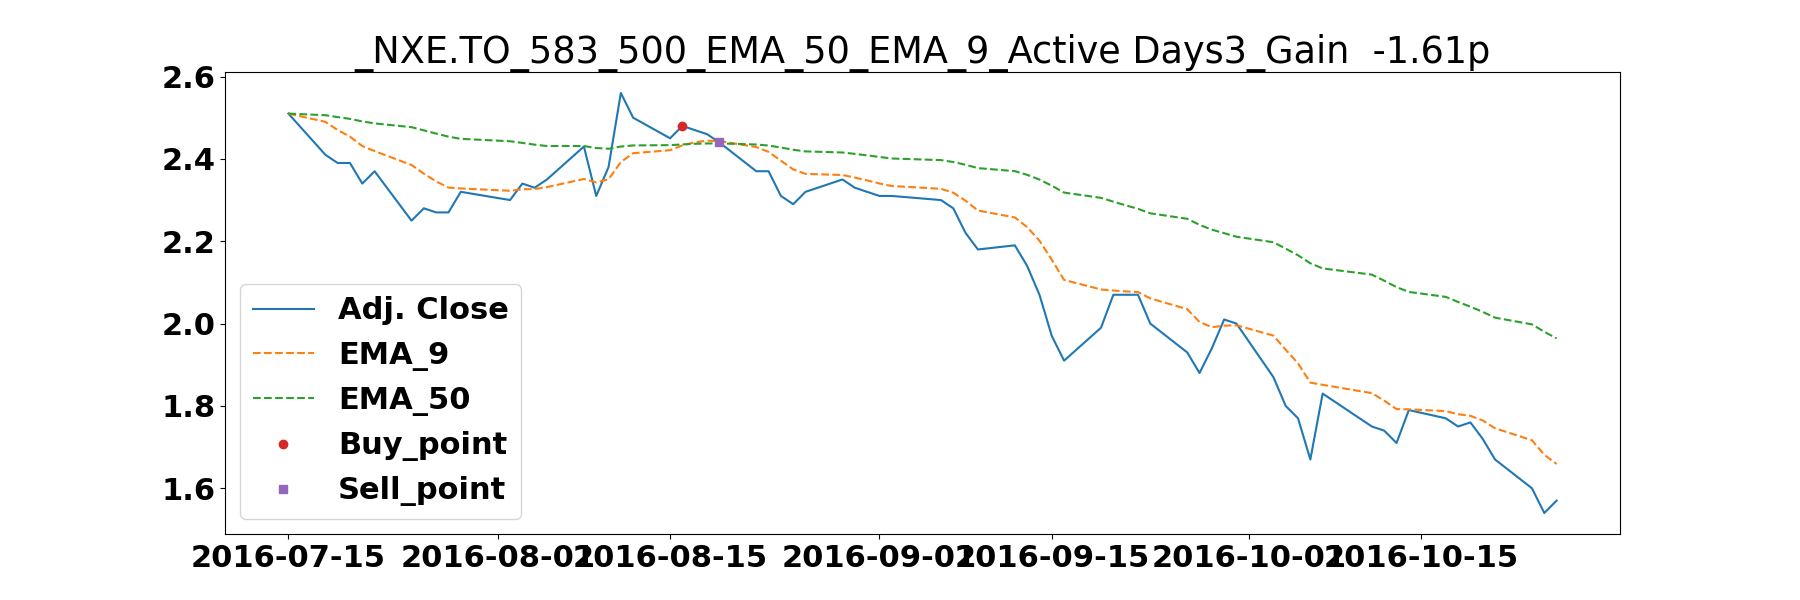 _NXE.TO_583_500_EMA_50_EMA_9_Active Days3_Gain  -1.61p
2.6
2.4
2.2
2.0
1.8
1.6
Adj. Close
EMA_9
EMA_50
Buy_point
Sell_point
2016-07-15 2016-08-01 2016-08-15 2016-09-01 2016-09-15 2016-10-01 2016-10-15